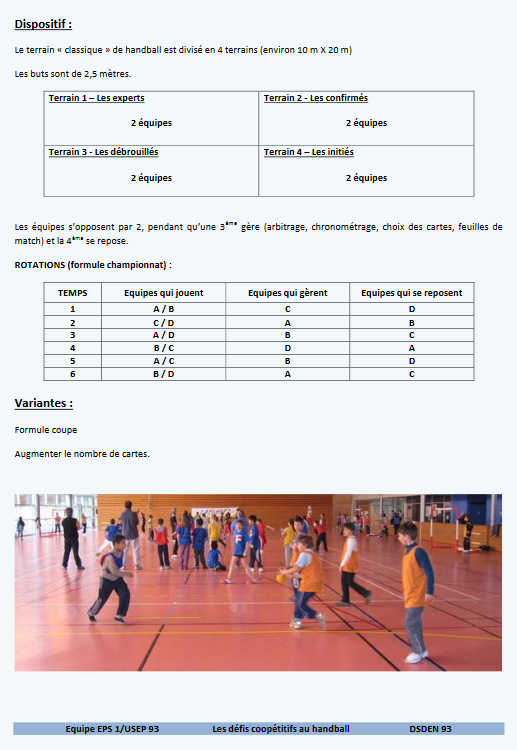 Dispositif :
Le terrain « classique » de handball est divisé en 4 terrains (environ 10 m X 20 m)
Les buts sont de 2,5 mètres.
Terrain 1 – Les experts
2 équipes
Terrain 2 - Les confirmés
2 équipes
Terrain 3 - Les débrouillés
2 équipes
Terrain 4 – Les initiés
2 équipes
Les équipes s'opposent par 2, pendant qu'une 3ème gère (arbitrage, chronométrage, choix des cartes, feuilles de
match) et la 4ème se repose.
ROTATIONS (formule championnat) :
TEMPS Equipes qui jouent Equipes qui gèrent Equipes qui se reposent
1 A / B C D
2 C / D A B
3 A / D B C
4 B / C D A
5 A / C B D
6 B / D A C
Variantes :
Formule coupe
Augmenter le nombre de cartes.
Equipe EPS 1/USEP 93 Les défis coopétitifs au handball DSDEN 93